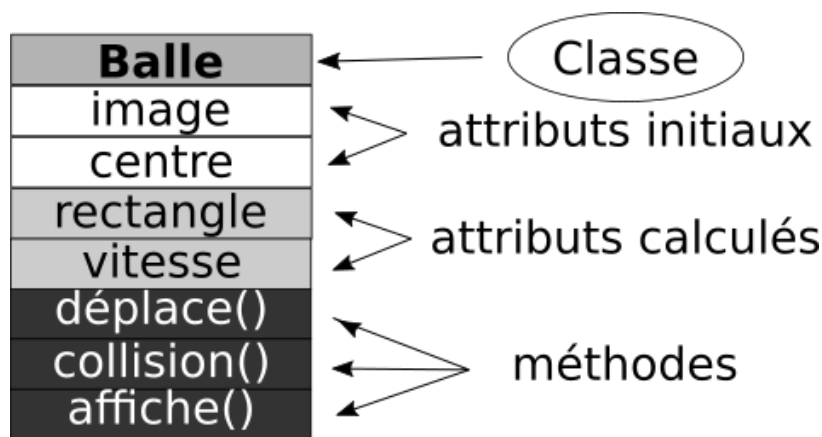 Balle
Classe
image
attributs initiaux
centre
rectangle
attributs calculés
vitesse
déplace()
collision()
méthodes
affiche()